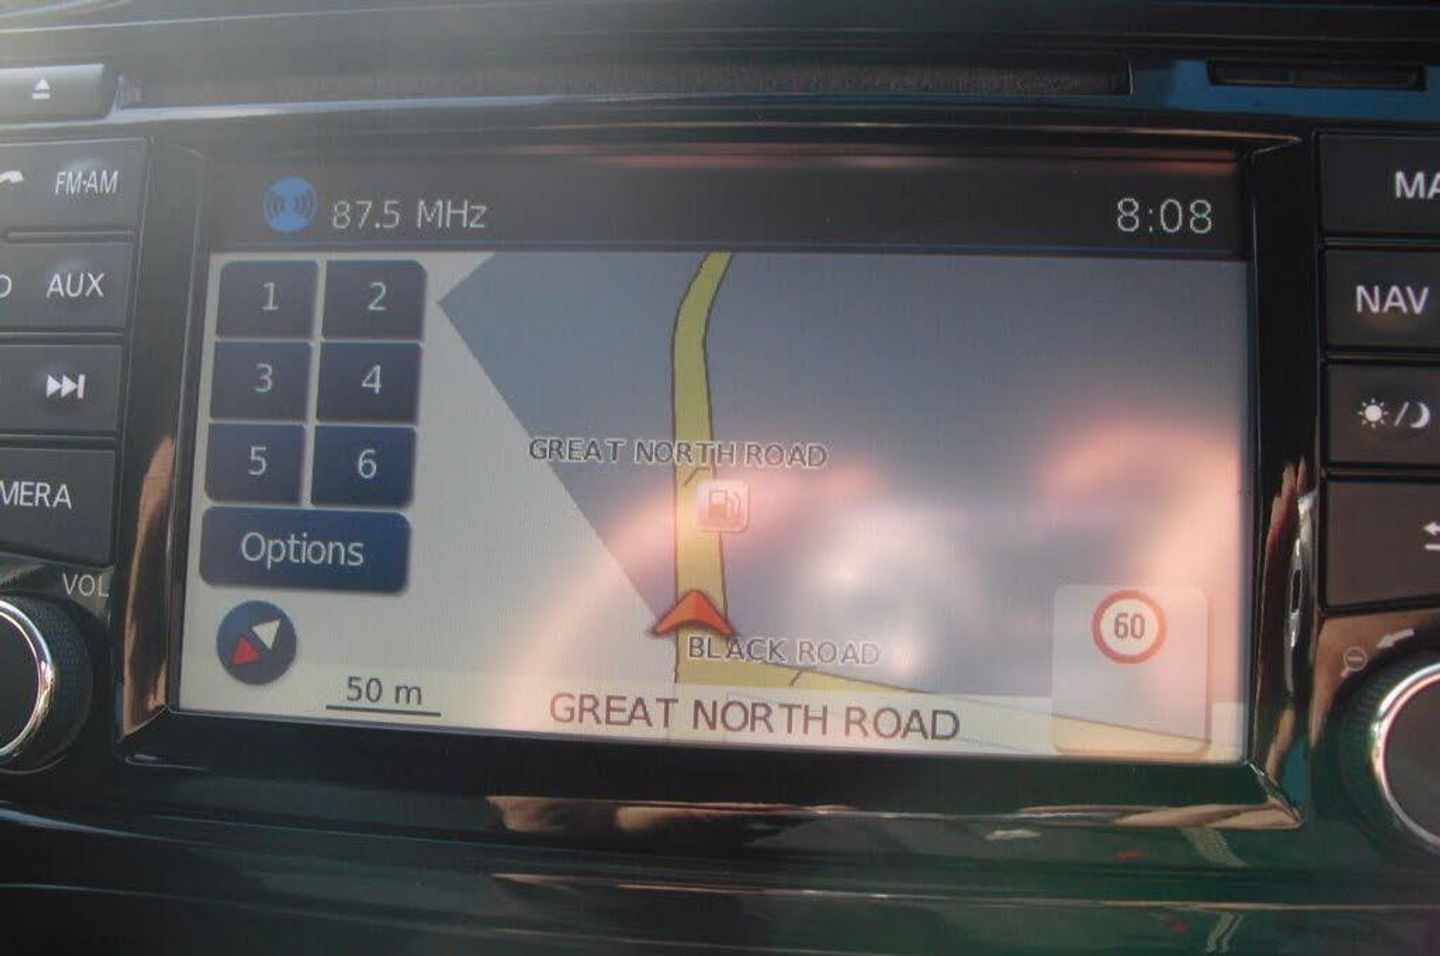 FM·AM
87.5 MHz
8:08
MA
AUX
1
2
NAV
3
4
5
6
GREAT NORTH ROAD
MERA
Options
VOL
60
BLACK ROAD
50 m
GREAT NORTH ROAD